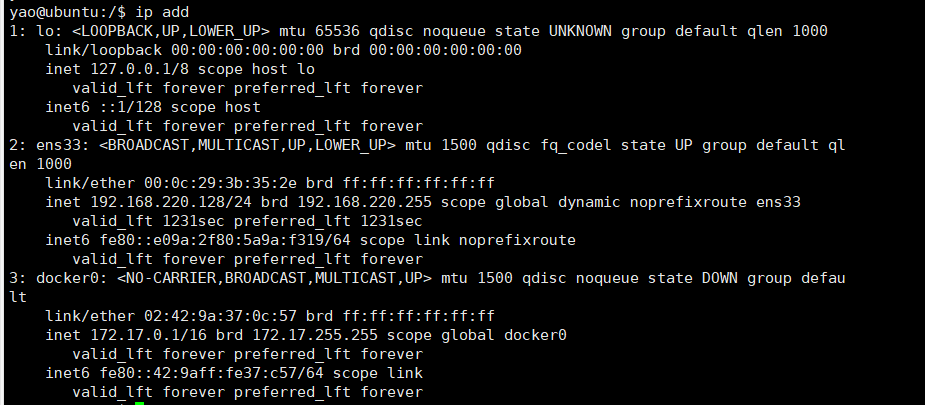 yao@ubuntu:/$ ip add
1: lo: <LOOPBACK,UP,LOWER_UP> mtu 65536 qdisc noqueue state UNKNOWN group default qlen 1000
    link/loopback 00:00:00:00:00:00 brd 00:00:00:00:00:00
    inet 127.0.0.1/8 scope host lo
       valid_lft forever preferred_lft forever
    inet6 ::1/128 scope host
       valid_lft forever preferred_lft forever
2: ens33: <BROADCAST,MULTICAST,UP,LOWER_UP> mtu 1500 qdisc fq_codel state UP group default ql
en 1000
    link/ether 00:0c:29:3b:35:2e brd ff:ff:ff:ff:ff:ff
    inet 192.168.220.128/24 brd 192.168.220.255 scope global dynamic noprefixroute ens33
       valid_lft 1231sec preferred_lft 1231sec
    inet6 fe80::e09a:2f80:5a9a:f319/64 scope link noprefixroute
       valid_lft forever preferred_lft forever
3: docker0: <NO-CARRIER,BROADCAST,MULTICAST,UP> mtu 1500 qdisc noqueue state DOWN group defau
lt
    link/ether 02:42:9a:37:0c:57 brd ff:ff:ff:ff:ff:ff
    inet 172.17.0.1/16 brd 172.17.255.255 scope global docker0
       valid_lft forever preferred_lft forever
    inet6 fe80::42:9aff:fe37:c57/64 scope link
       valid_lft forever preferred_lft forever